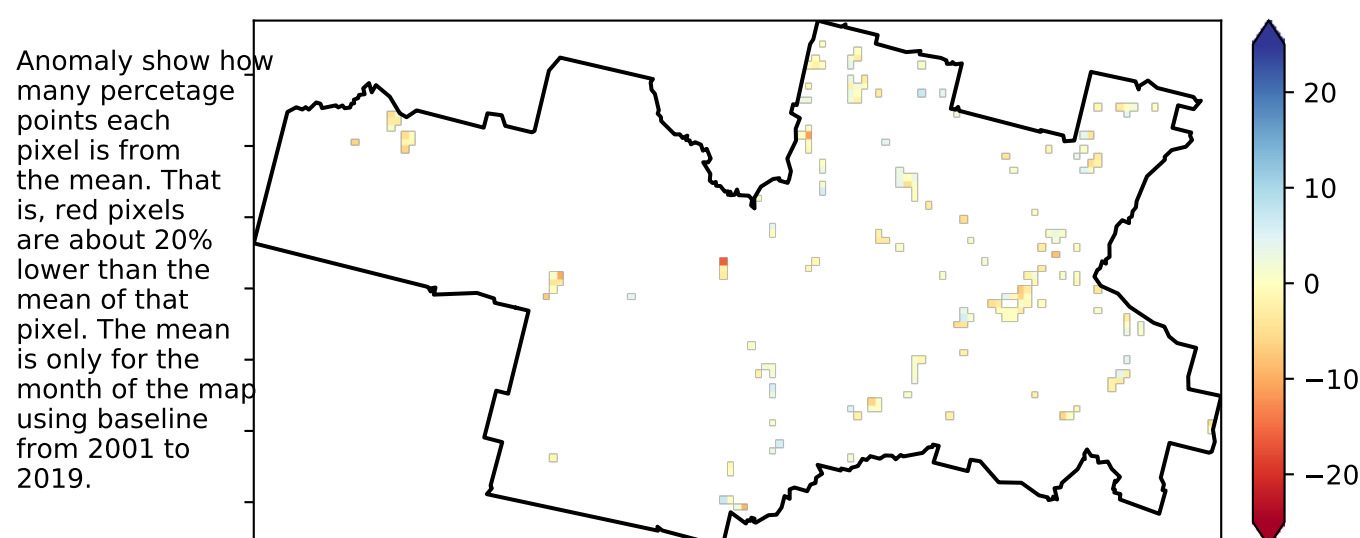 Anomaly show how
many percetage
points each
pixel is from
the mean. That
is, red pixels
are about 20%
lower than the
mean of that
pixel. The mean
is only for the
month of the map
using baseline
from 2001 to
2019.
20
10
0
−10
−20